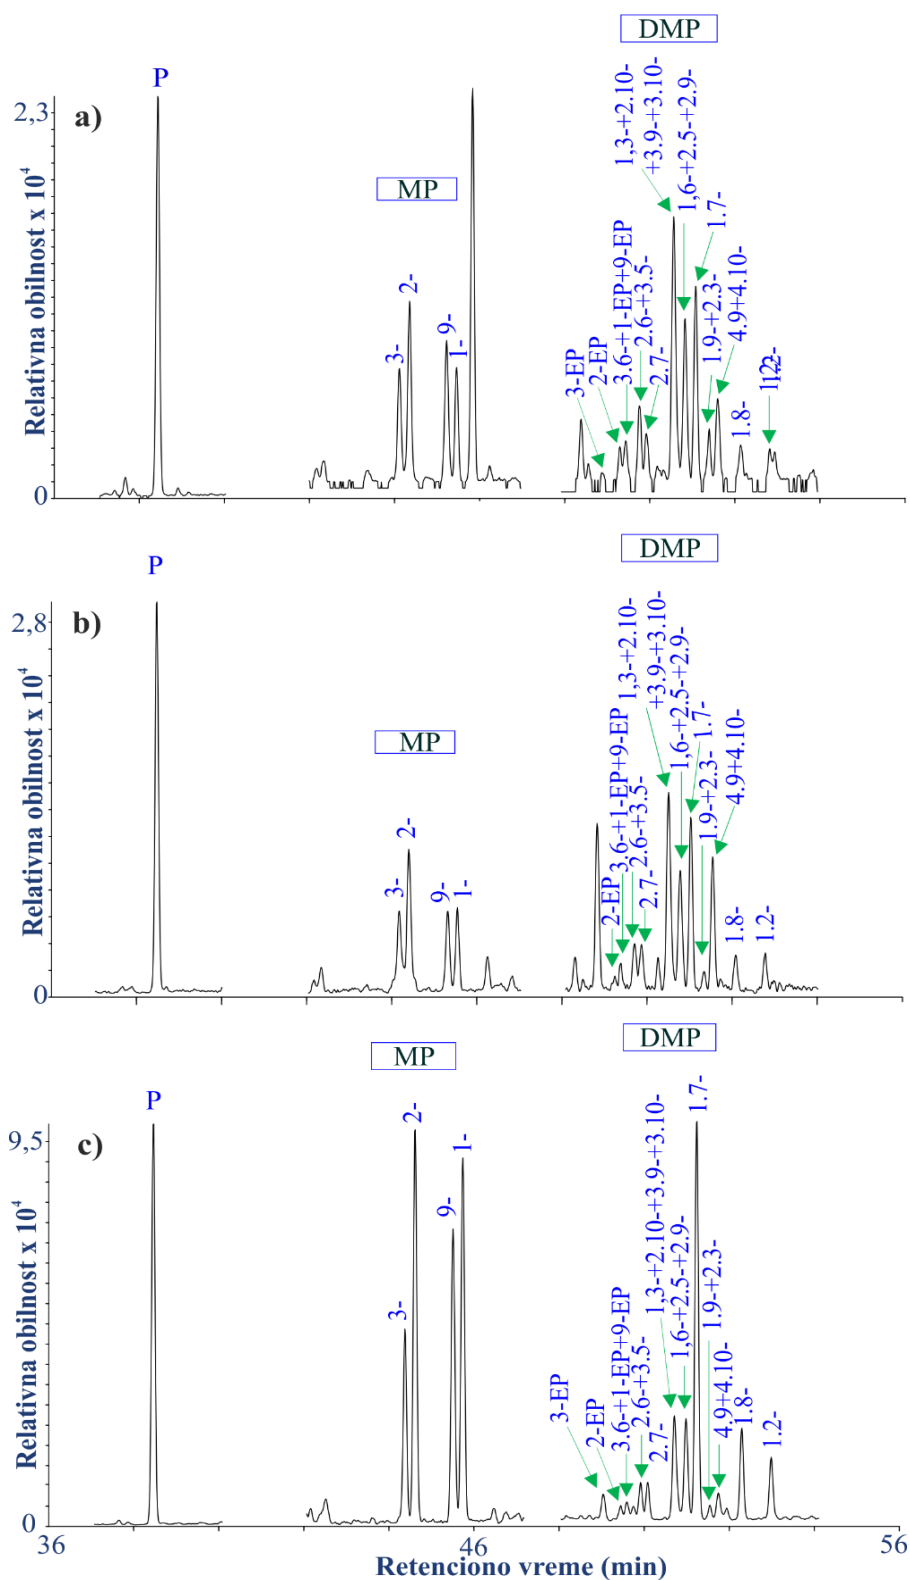 DMP
P
1,3-+2.10-
+3.9-+3.10-
1,6-+2.5-+2.9-
2,3
a)
MP
1.7-
3.6-+1-EP+9-EP
2.6-+3.5-
1.9-+2.3-
4.9+4.10-
2-
9-
3-
1-
3-EP
2-EP
2.7-
1.8-
Relativna obilnost x 10⁴
0
DMP
P
2,8
b)
1,3-+2.10-
+3.9-+3.10-
1,6-+2.5-+2.9-
1.7-
MP
3.6-+1-EP+9-EP
2.6-+3.5-
1.9-+2.3-
4.9+4.10-
2-
3-
9-
1-
2-EP
2.7-
1.8-
1.2-
Relativna obilnost x 10⁴
0
MP
DMP
P
9,5
c)
2-
1-
9-
3-
1.7-
1,3-+2.10-+3.9-+3.10-
1,6-+2.5-+2.9-
1.9-+2.3-
3-EP
2-EP
3.6-+1-EP+9-EP
2.6-+3.5-
2.7-
4.9+4.10-
1.8-
1.2-
Relativna obilnost x 10⁴
0
36
46
56
Retenciono vreme (min)